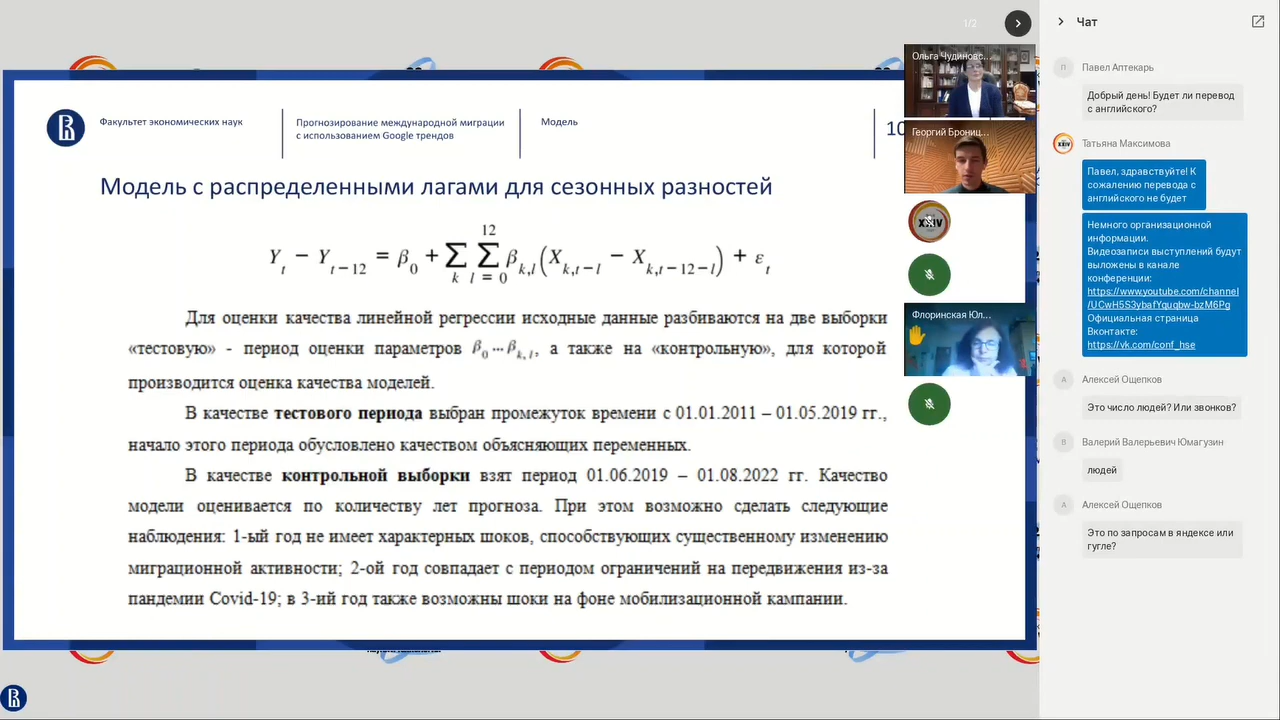 1/2
Чат
Ольга Чудиновс...
Павел Аптекарь
Добрый день! Будет ли перевод
с английского?
Факультет экономических наук
Прогнозирование международной миграции
с использованием Google трендов
Модель
10
Георгий Брониц...
Татьяна Максимова
Павел, здравствуйте! К
сожалению перевода с
английского не будет
Модель с распределенными лагами для сезонных разностей
XXIV
Немного организационной
информации.
Видеозаписи выступлений будут
выложены в канале
конференции:
https://www.youtube.com/channel
/UCwH5S3ybafYquqbw-bzM6Pg
Официальная страница
Вконтакте:
https://vk.com/conf_hse
Y_t − Y_{t−12} = β_0 + ∑_k ∑_{l=0}^{12} β_{k,l}(X_{k,t−l} − X_{k,t−12−l}) + ε_t
Флоринская Юл...
Для оценки качества линейной регрессии исходные данные разбиваются на две выборки
«тестовую» - период оценки параметров β_0...β_{k,l}, а также на «контрольную», для которой
производится оценка качества моделей.
В качестве тестового периода выбран промежуток времени с 01.01.2011 – 01.05.2019 гг.,
начало этого периода обусловлено качеством объясняющих переменных.
В качестве контрольной выборки взят период 01.06.2019 – 01.08.2022 гг. Качество
модели оценивается по количеству лет прогноза. При этом возможно сделать следующие
наблюдения: 1-ый год не имеет характерных шоков, способствующих существенному изменению
миграционной активности; 2-ой год совпадает с периодом ограничений на передвижения из-за
пандемии Covid-19; в 3-ий год также возможны шоки на фоне мобилизационной кампании.
Алексей Ощепков
Это число людей? Или звонков?
Валерий Валерьевич Юмагузин
людей
Алексей Ощепков
Это по запросам в яндексе или
гугле?